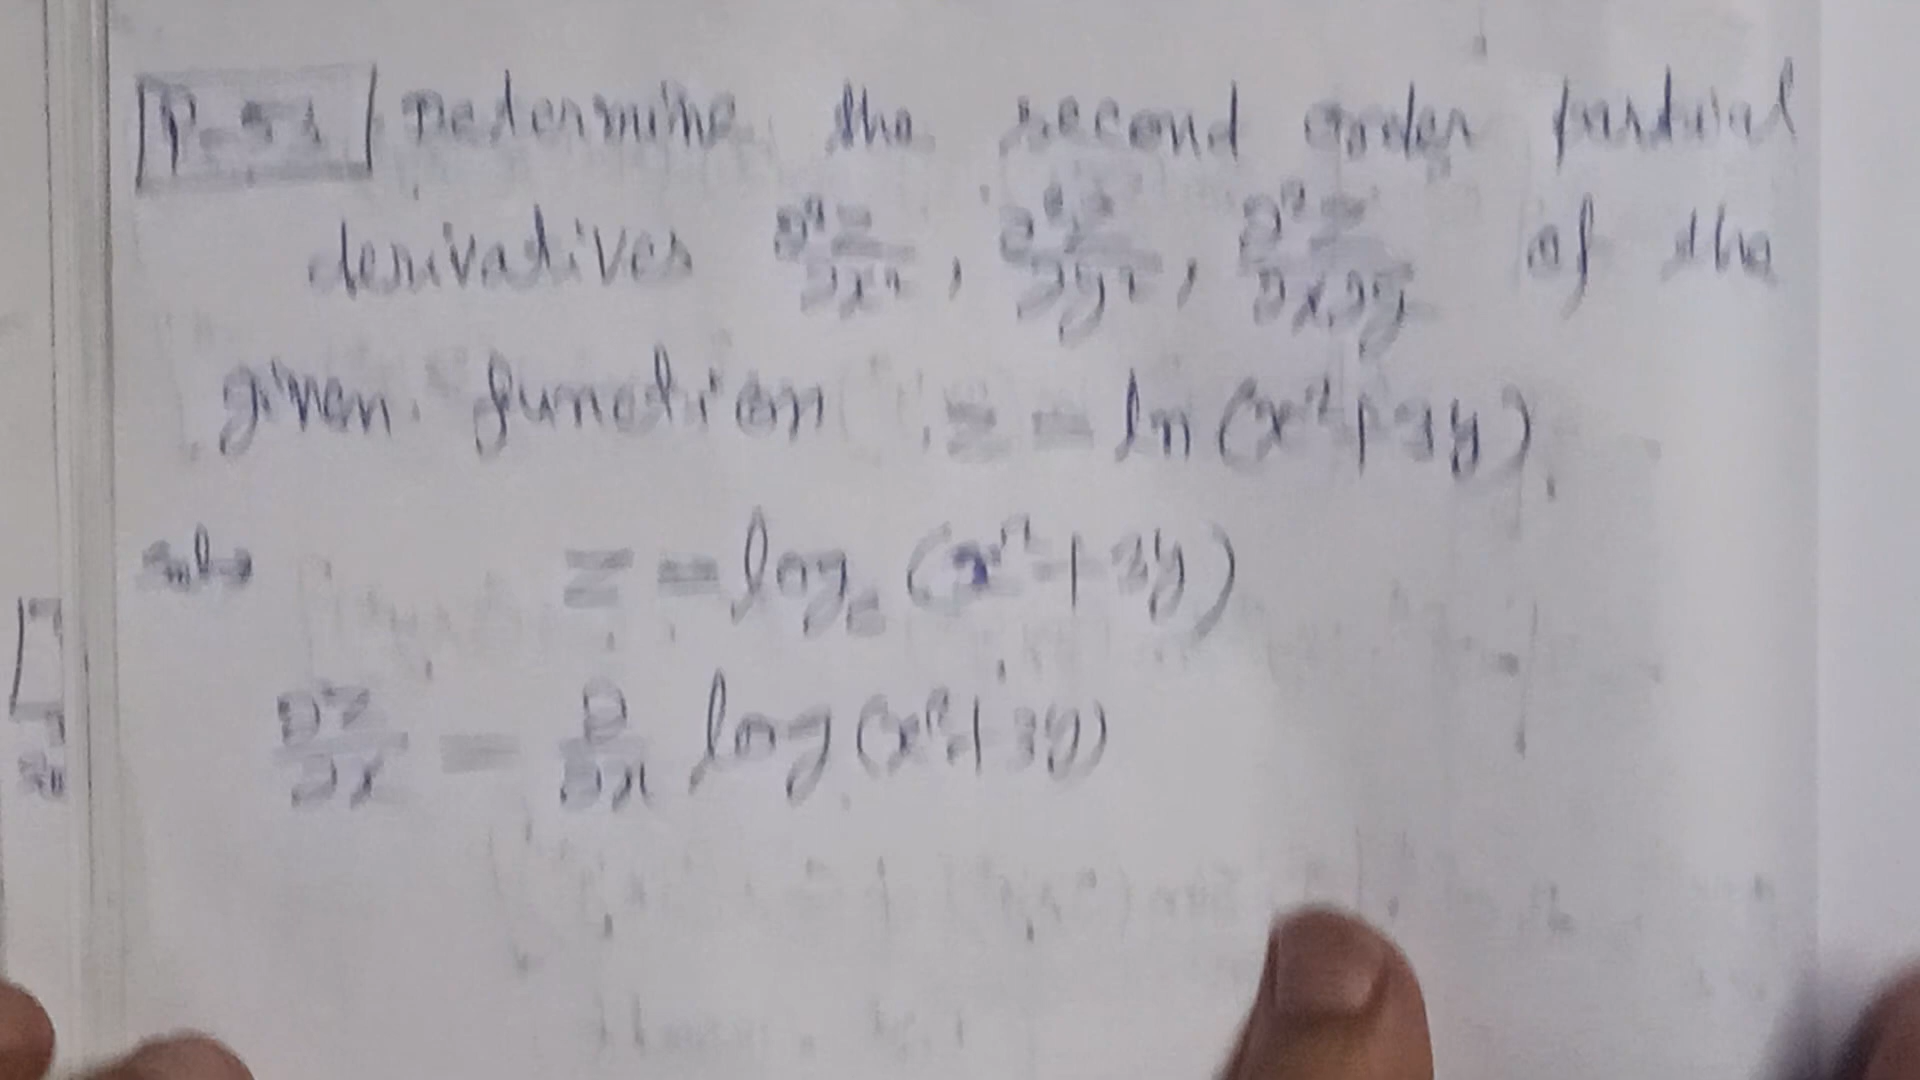 Determine the second order partial
derivatives ∂²z/∂x², ∂²z/∂y², ∂²z/∂x∂y of the
given function z = ln(x²+3y).
z = logₑ(x²+3y)
∂z/∂x = ∂/∂x log(x²+3y)